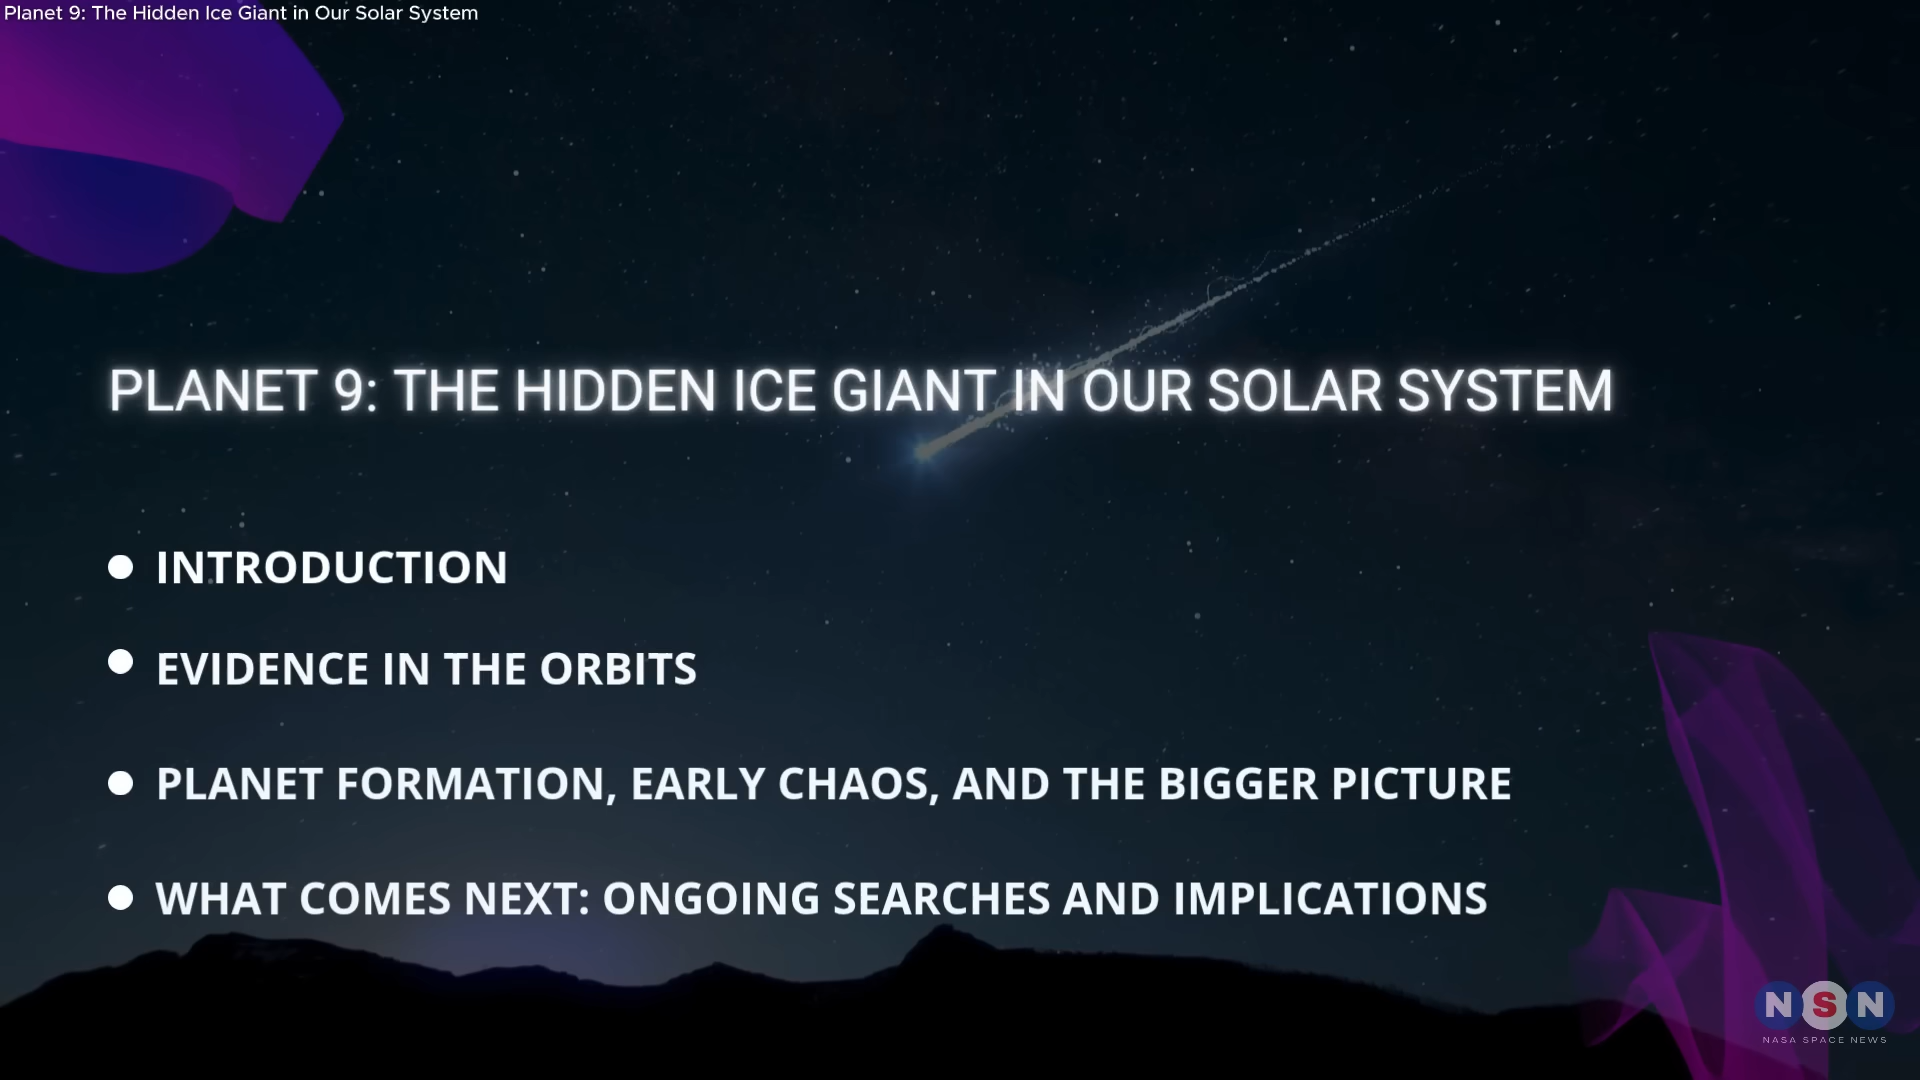 Planet 9: The Hidden Ice Giant in Our Solar System
PLANET 9: THE HIDDEN ICE GIANT IN OUR SOLAR SYSTEM
INTRODUCTION
EVIDENCE IN THE ORBITS
PLANET FORMATION, EARLY CHAOS, AND THE BIGGER PICTURE
WHAT COMES NEXT: ONGOING SEARCHES AND IMPLICATIONS
NSN
NASA SPACE NEWS